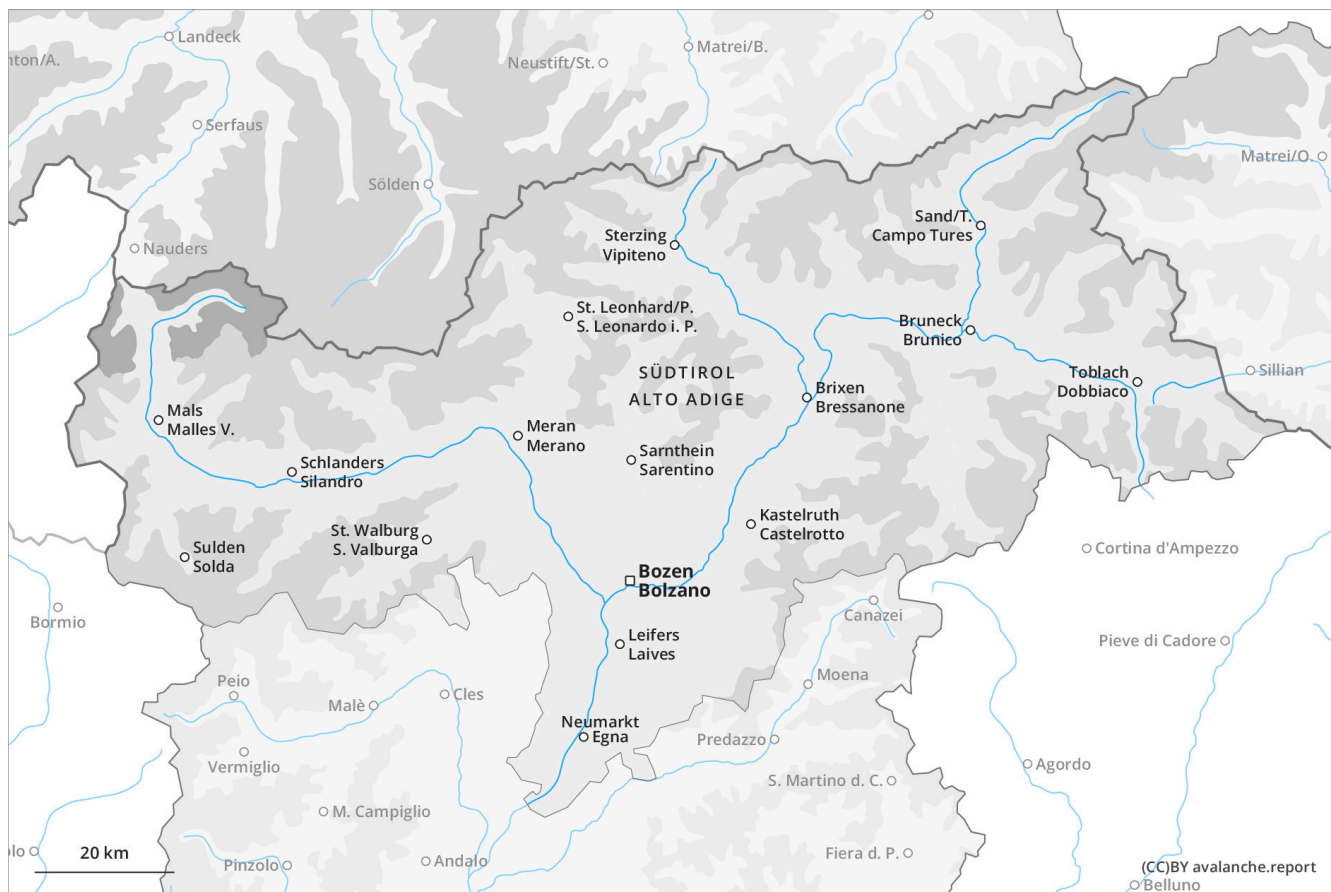 Landeck
nton/A.
Matrei/B.
Neustift/St.
Serfaus
Matrei/O.
Sölden
Sand/T.
Campo Tures
Sterzing
Vipiteno
Nauders
St. Leonhard/P.
S. Leonardo i. P.
Bruneck
Brunico
SÜDTIROL
ALTO ADIGE
Toblach
Dobbiaco
Sillian
Brixen
Bressanone
Mals
Malles V.
Meran
Merano
Sarnthein
Sarentino
Schlanders
Silandro
Kastelruth
Castelrotto
St. Walburg
S. Valburga
Sulden
Solda
Cortina d'Ampezzo
Bozen
Bolzano
Bormio
Canazei
Leifers
Laives
Pieve di Cadore
Peio
Moena
Malè
Cles
Neumarkt
Egna
Predazzo
Vermiglio
Agordo
S. Martino d. C.
M. Campiglio
olo
20 km
Pinzolo
Andalo
Fiera d. P.
(CC)BY avalanche.report
Belluno